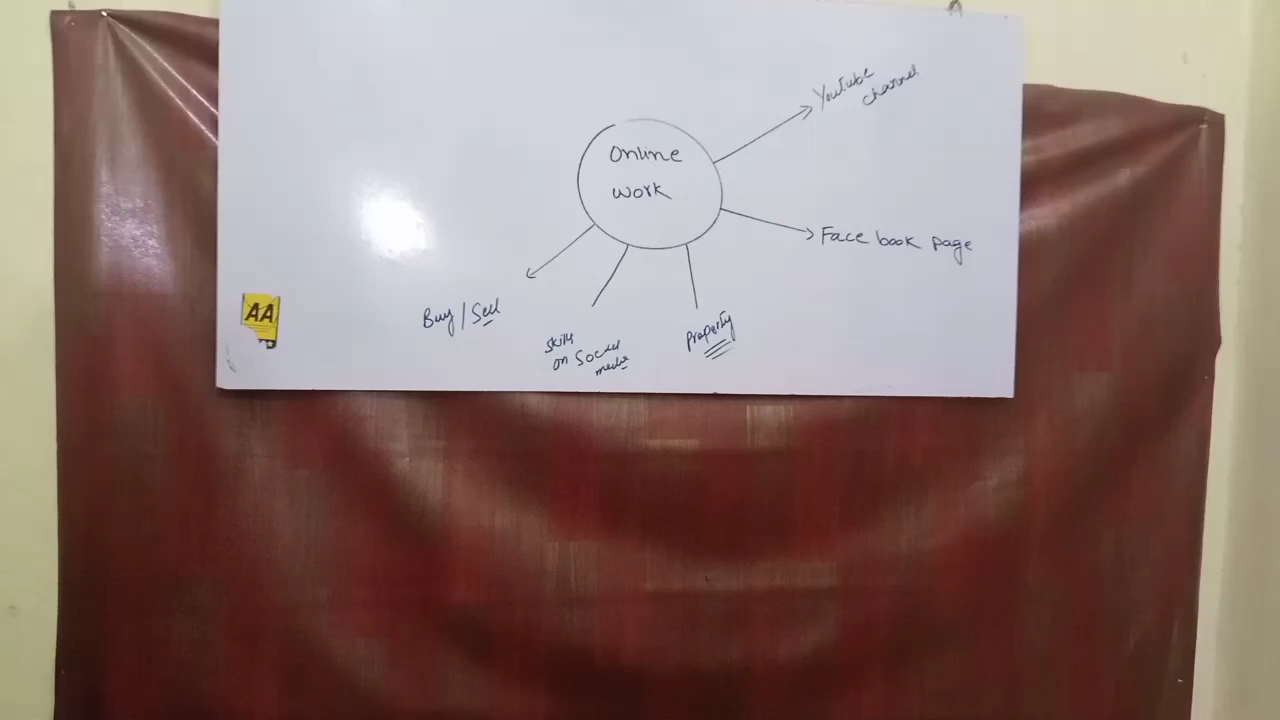 Youtube
channel
Online
work
Face book page
Buy/Sell
Property
Skills
on Social
media
AA